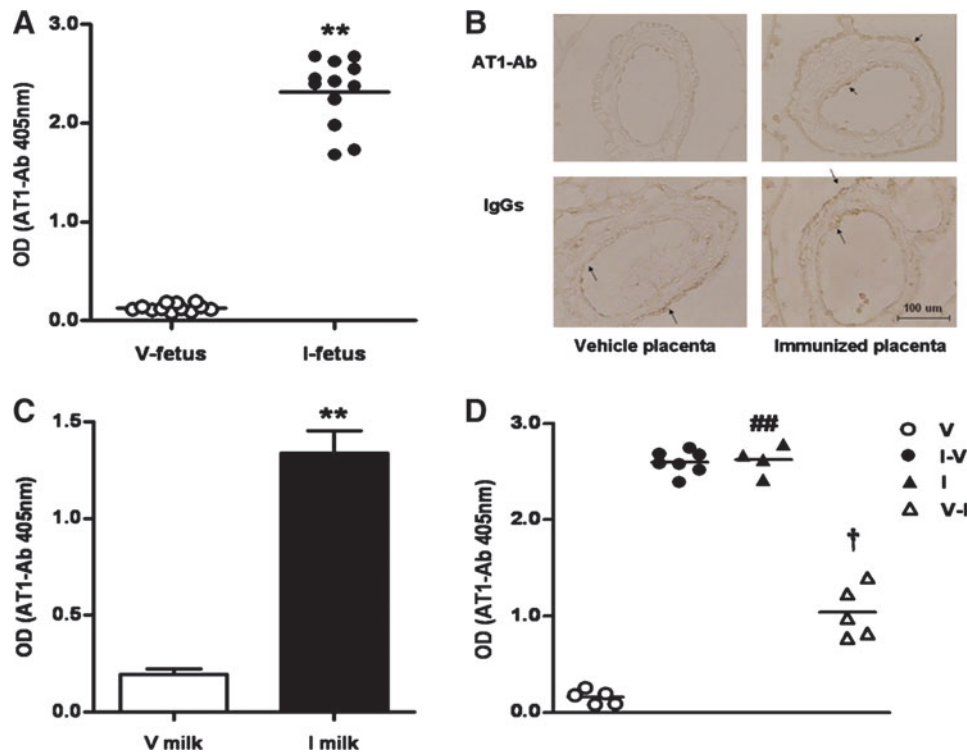 A
3.0
2.0
1.0
0.0
OD (AT1-Ab 405nm)
**
V-fetus
I-fetus
B
AT1-Ab
IgGs
100 um
Vehicle placenta
Immunized placenta
C
1.5
1.0
0.5
0.0
OD (AT1-Ab 405nm)
**
V milk
I milk
D
3.0
2.0
1.0
0.0
OD (AT1-Ab 405nm)
##
†
V
I-V
I
V-I